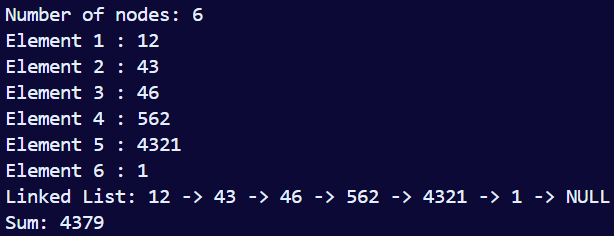 Number of nodes: 6
Element 1 : 12
Element 2 : 43
Element 3 : 46
Element 4 : 562
Element 5 : 4321
Element 6 : 1
Linked List: 12 -> 43 -> 46 -> 562 -> 4321 -> 1 -> NULL
Sum: 4379